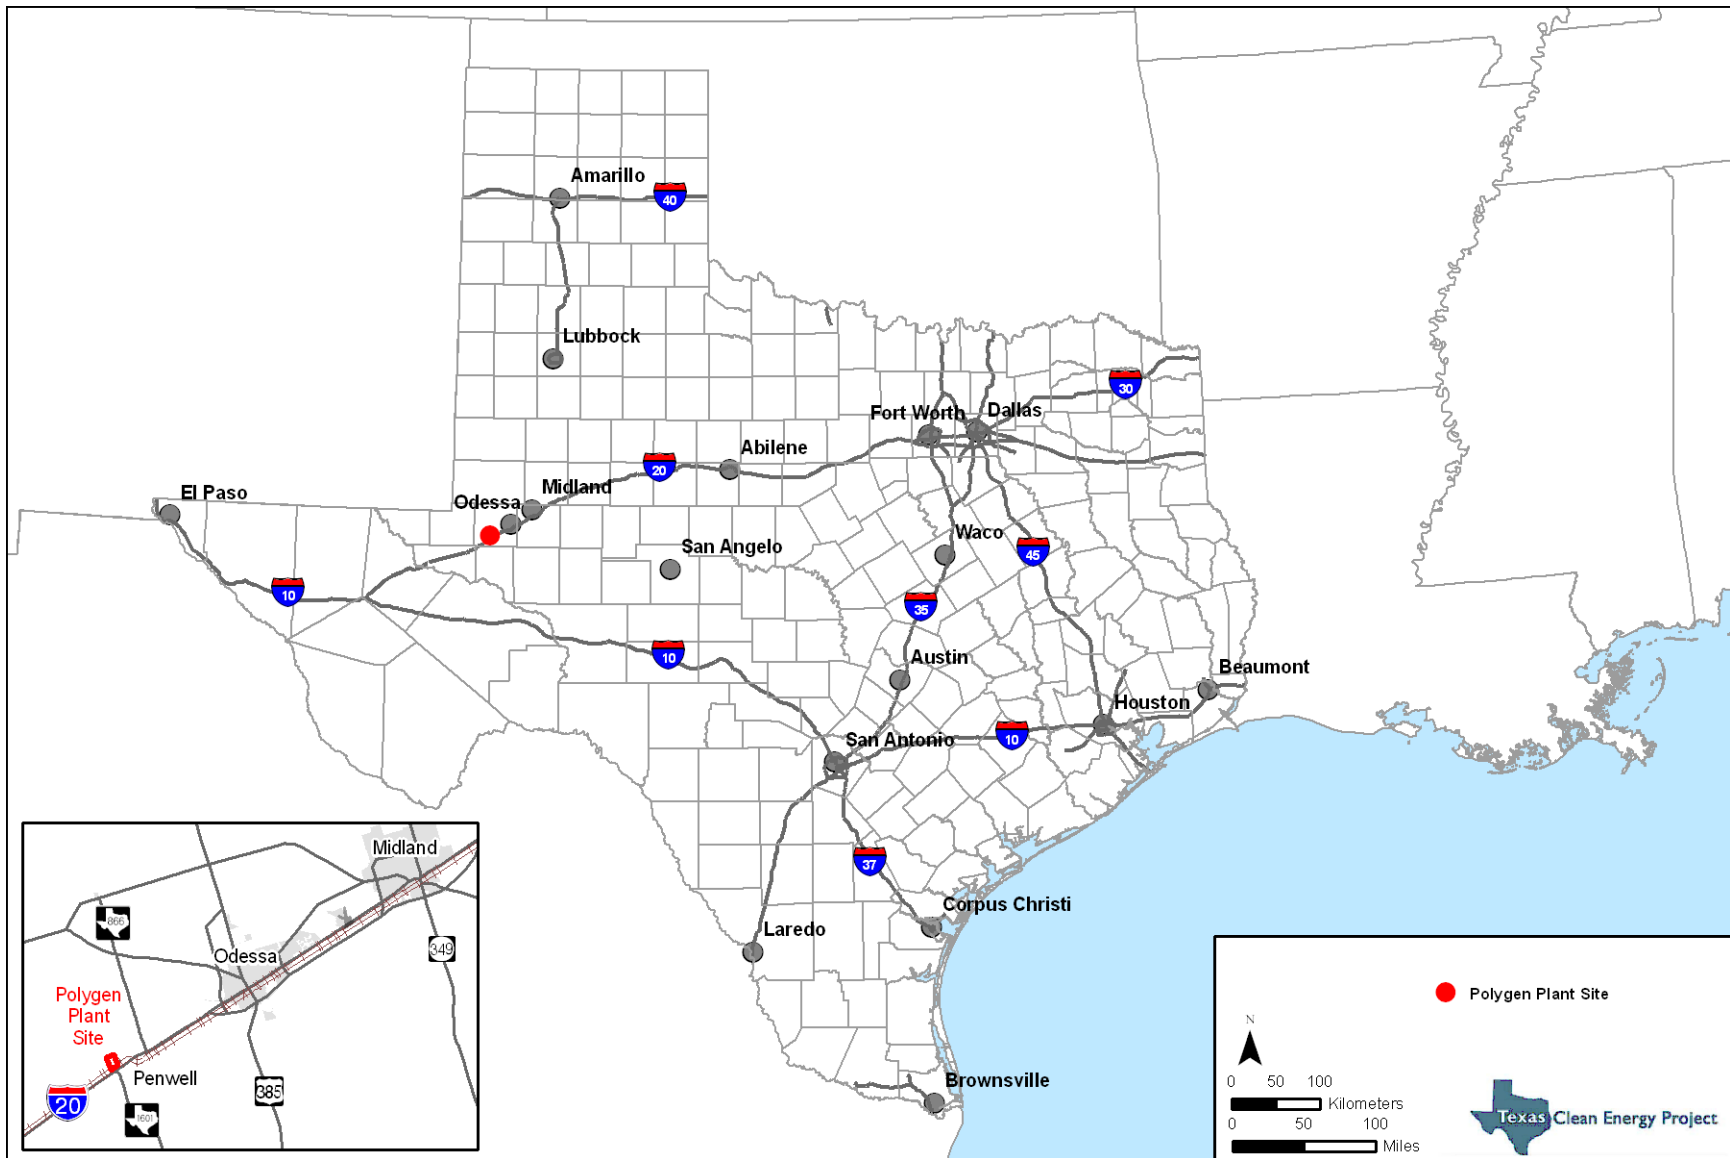 Amarillo
40
Lubbock
30
Fort Worth
Dallas
Abilene
20
Midland
Odessa
El Paso
San Angelo
Waco
45
10
35
10
Austin
Beaumont
Houston
San Antonio
10
37
Corpus Christi
Laredo
Brownsville
Midland
866
349
Odessa
Polygen
Plant
Site
Penwell
385
20
1601
Polygen Plant Site
N
0 50 100
Kilometers
0 50 100
Miles
Texas Clean Energy Project